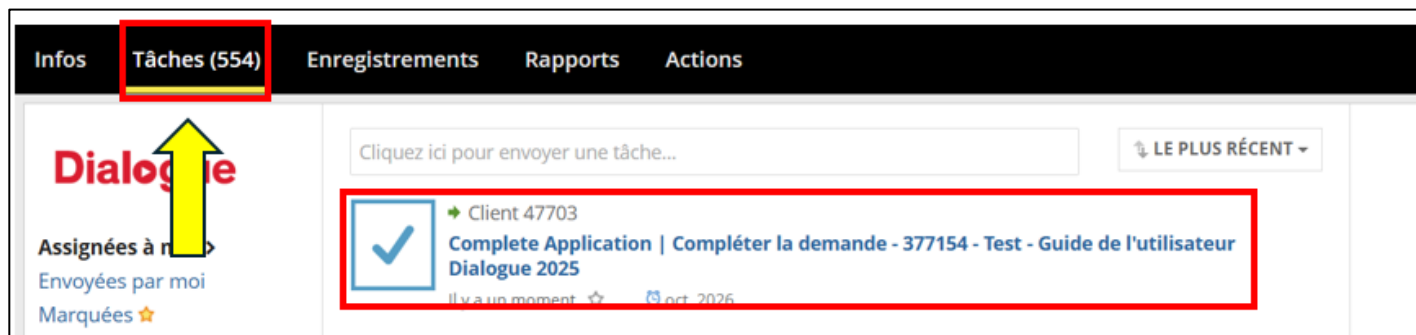 Infos Tâches (554) Enregistrements Rapports Actions
Dialogue
Cliquez ici pour envoyer une tâche...
LE PLUS RÉCENT
Client 47703
Complete Application | Compléter la demande - 377154 - Test - Guide de l'utilisateur
Dialogue 2025
Il y a un moment oct. 2026
Assignées à
Envoyées par moi
Marquées